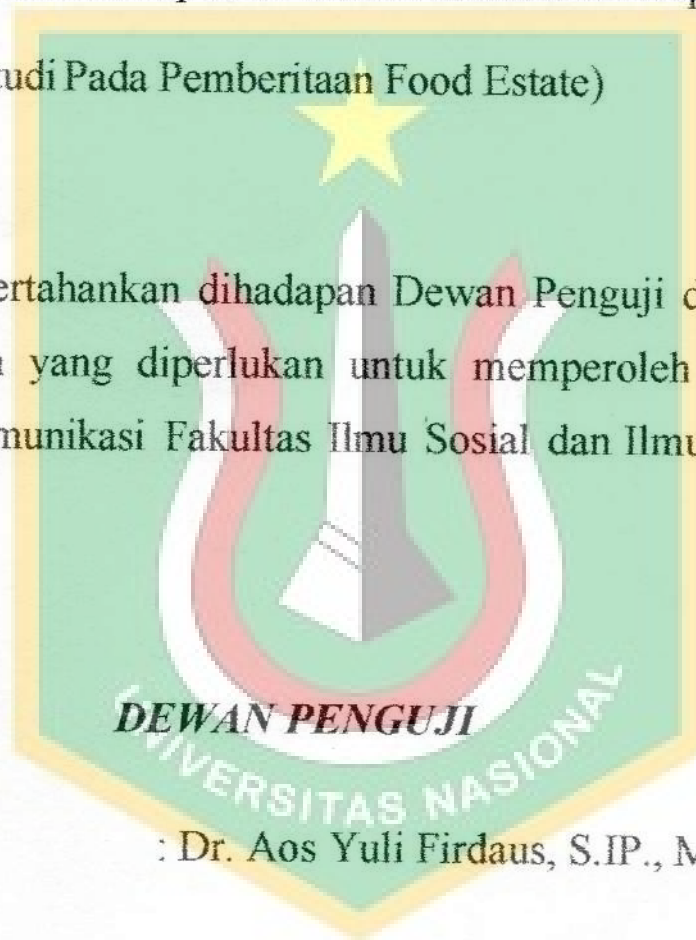 udi Pada Pemberitaan Food Estate)
ertahankan dihadapan Dewan Penguji d
yang diperlukan untuk memperoleh
munikasi Fakultas Ilmu Sosial dan Ilmu
DEWAN PENGUJI
UNIVERSITAS NASIONAL
: Dr. Aos Yuli Firdaus, S.IP., M